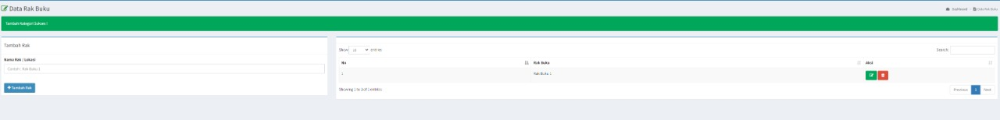 Data Rak Buku
Dashboard
Data Rak Buku
Tambah Kategori Sukses !
Tambah Rak
Nama Rak / Lokasi
Contoh : Rak Buku 1
+ Tambah Rak
Show 10 entries
Search:
No Rak Buku Aksi
1 Rak Buku 1
Showing 1 to 1 of 1 entries
Previous 1 Next